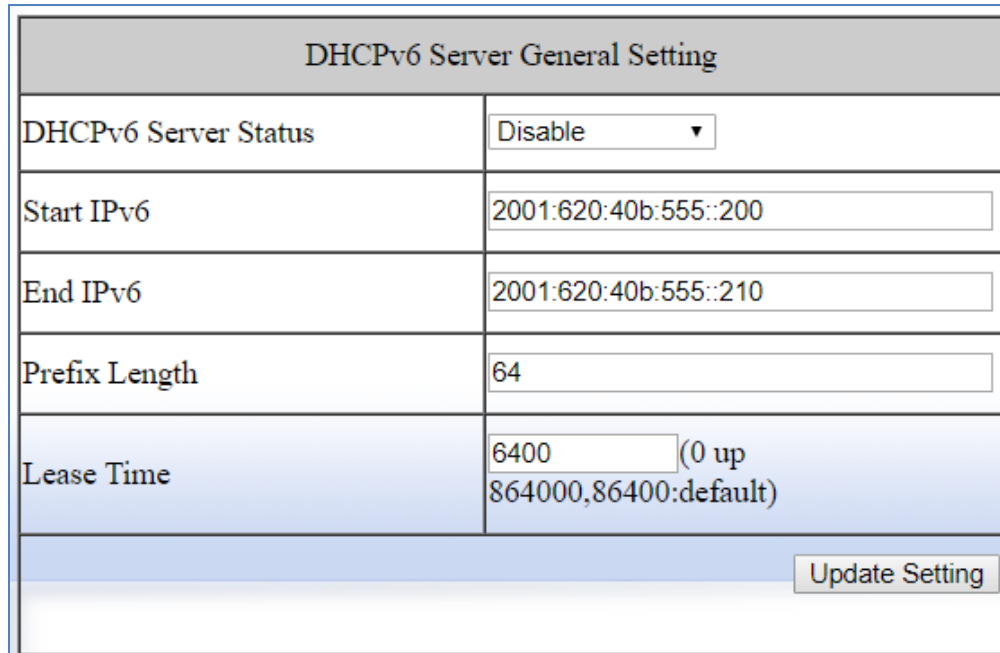 DHCPv6 Server General Setting
DHCPv6 Server Status
Disable
Start IPv6
2001:620:40b:555::200
End IPv6
2001:620:40b:555::210
Prefix Length
64
Lease Time
6400 (0 up
864000,86400:default)
Update Setting